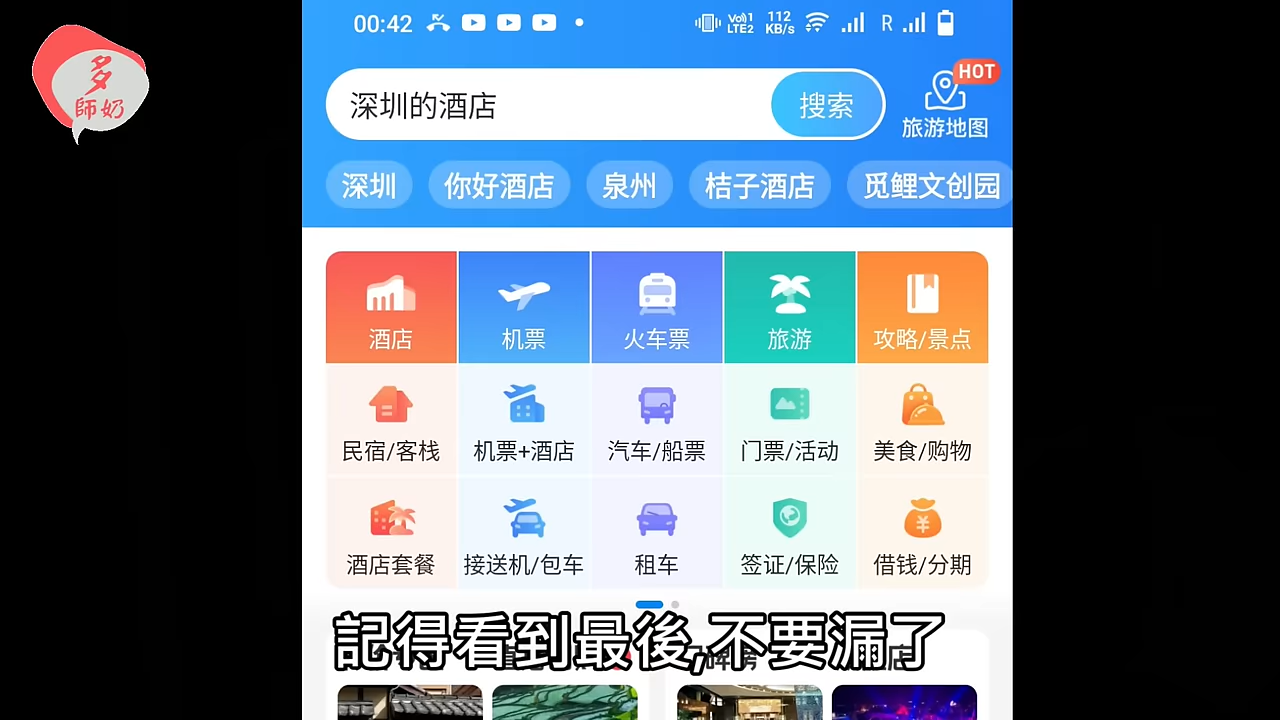 00:42
Vo)1
LTE2
112
KB/s
R
多
師奶
深圳的酒店
搜索
HOT
旅游地图
深圳
你好酒店
泉州
桔子酒店
觅鲤文创园
酒店
机票
火车票
旅游
攻略/景点
民宿/客栈
机票+酒店
汽车/船票
门票/活动
美食/购物
酒店套餐
接送机/包车
租车
签证/保险
借钱/分期
記得看到最後,不要漏了